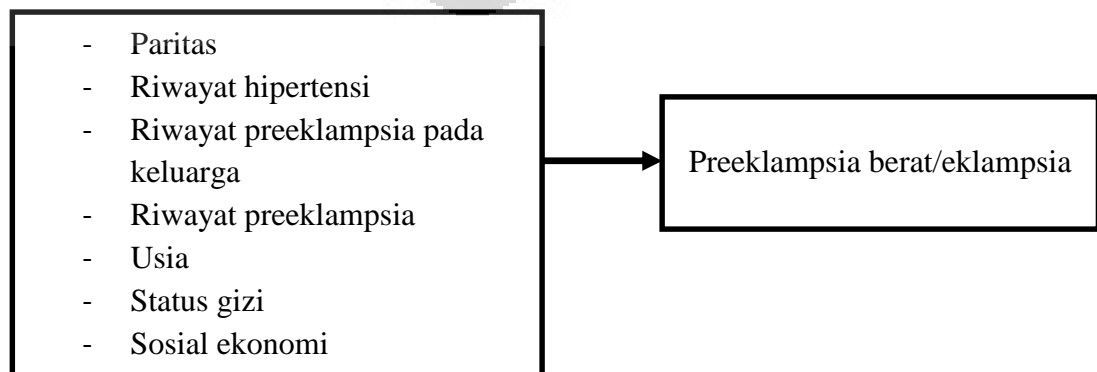 - Paritas
- Riwayat hipertensi
- Riwayat preeklampsia pada
keluarga
- Riwayat preeklampsia
- Usia
- Status gizi
- Sosial ekonomi
Preeklampsia berat/eklampsia